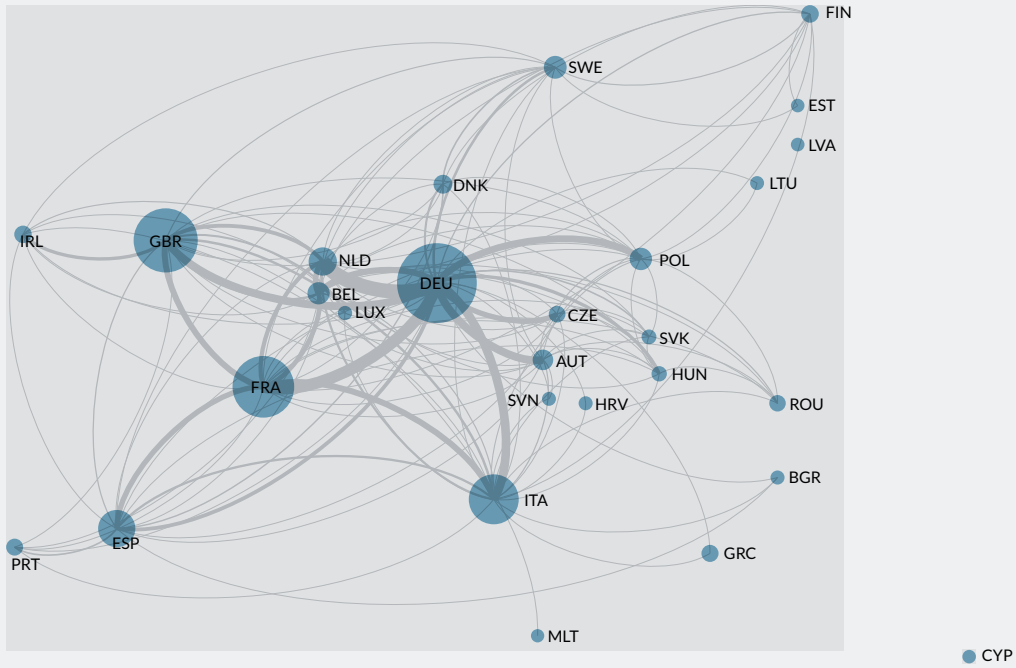 FIN
SWE
EST
LVA
LTU
DNK
IRL
GBR
NLD
POL
DEU
BEL
LUX
CZE
SVK
AUT
HUN
FRA
SVN
HRV
ROU
BGR
ITA
ESP
GRC
PRT
MLT
CYP